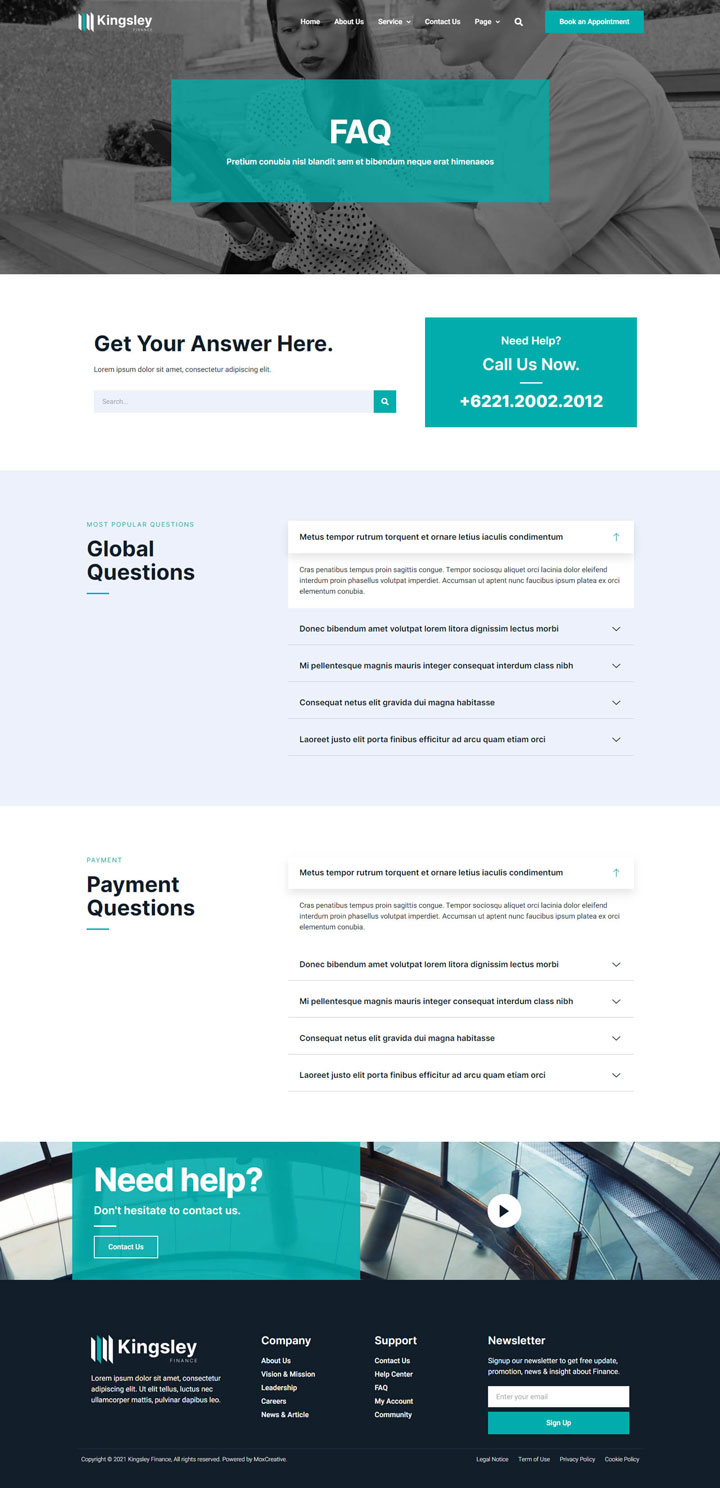 Kingsley
FINANCE
Home About Us Service Contact Us Page Book an Appointment
FAQ
Pretium conubia nisl blandit sem et bibendum neque erat himenaeos
Get Your Answer Here.
Lorem ipsum dolor sit amet, consectetur adipiscing elit.
Search...
Need Help?
Call Us Now.
+6221.2002.2012
MOST POPULAR QUESTIONS
Global
Questions
Metus tempor rutrum torquent et ornare letius iaculis condimentum
Cras penatibus tempus proin sagittis congue. Tempor sociosqu aliquet orci lacinia dolor eleifend
interdum proin phasellus volutpat imperdiet. Accumsan ut aptent nunc faucibus ipsum platea ex orci
elementum conubia.
Donec bibendum amet volutpat lorem litora dignissim lectus morbi
Mi pellentesque magnis mauris integer consequat interdum class nibh
Consequat netus elit gravida dui magna habitasse
Laoreet justo elit porta finibus efficitur ad arcu quam etiam orci
PAYMENT
Payment
Questions
Metus tempor rutrum torquent et ornare letius iaculis condimentum
Cras penatibus tempus proin sagittis congue. Tempor sociosqu aliquet orci lacinia dolor eleifend
interdum proin phasellus volutpat imperdiet. Accumsan ut aptent nunc faucibus ipsum platea ex orci
elementum conubia.
Donec bibendum amet volutpat lorem litora dignissim lectus morbi
Mi pellentesque magnis mauris integer consequat interdum class nibh
Consequat netus elit gravida dui magna habitasse
Laoreet justo elit porta finibus efficitur ad arcu quam etiam orci
Need help?
Don't hesitate to contact us.
Contact Us
Kingsley
FINANCE
Lorem ipsum dolor sit amet, consectetur
adipiscing elit. Ut elit tellus, luctus nec
ullamcorper mattis, pulvinar dapibus leo.
Company
About Us
Vision & Mission
Leadership
Careers
News & Article
Support
Contact Us
Help Center
FAQ
My Account
Community
Newsletter
Signup our newsletter to get free update,
promotion, news & insight about Finance.
Enter your email
Sign Up
Copyright © 2021 Kingsley Finance, All rights reserved. Powered by MoxCreative.
Legal Notice Term of Use Privacy Policy Cookie Policy